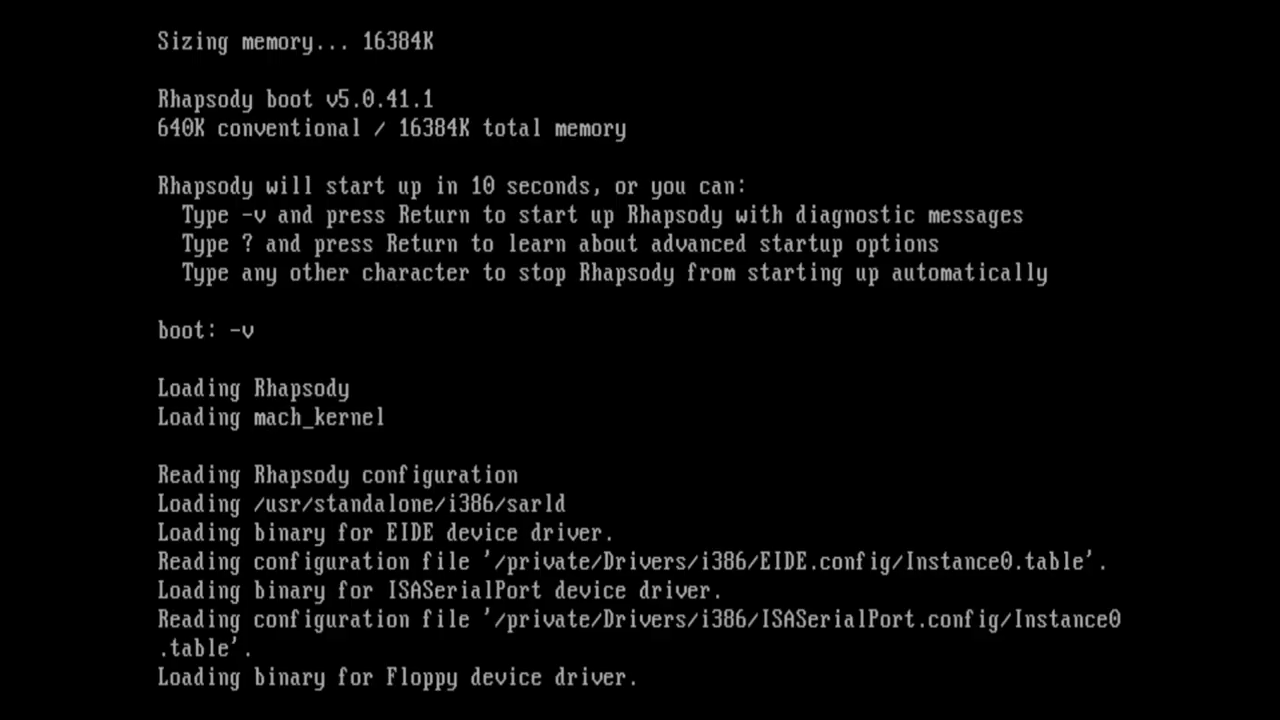 Sizing memory... 16384K
Rhapsody boot v5.0.41.1
640K conventional / 16384K total memory
Rhapsody will start up in 10 seconds, or you can:
Type -v and press Return to start up Rhapsody with diagnostic messages
Type ? and press Return to learn about advanced startup options
Type any other character to stop Rhapsody from starting up automatically
boot: -v
Loading Rhapsody
Loading mach_kernel
Reading Rhapsody configuration
Loading /usr/standalone/i386/sarld
Loading binary for EIDE device driver.
Reading configuration file '/private/Drivers/i386/EIDE.config/Instance0.table'.
Loading binary for ISASerialPort device driver.
Reading configuration file '/private/Drivers/i386/ISASerialPort.config/Instance0
.table'.
Loading binary for Floppy device driver.